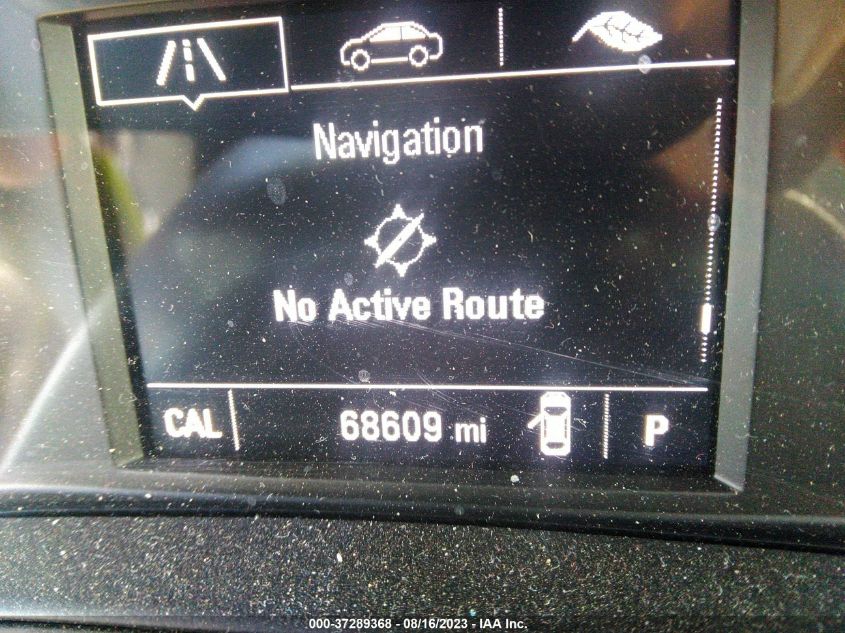 Navigation
No Active Route
CAL 68609 mi P
000-37289368 - 08/16/2023 - IAA Inc.